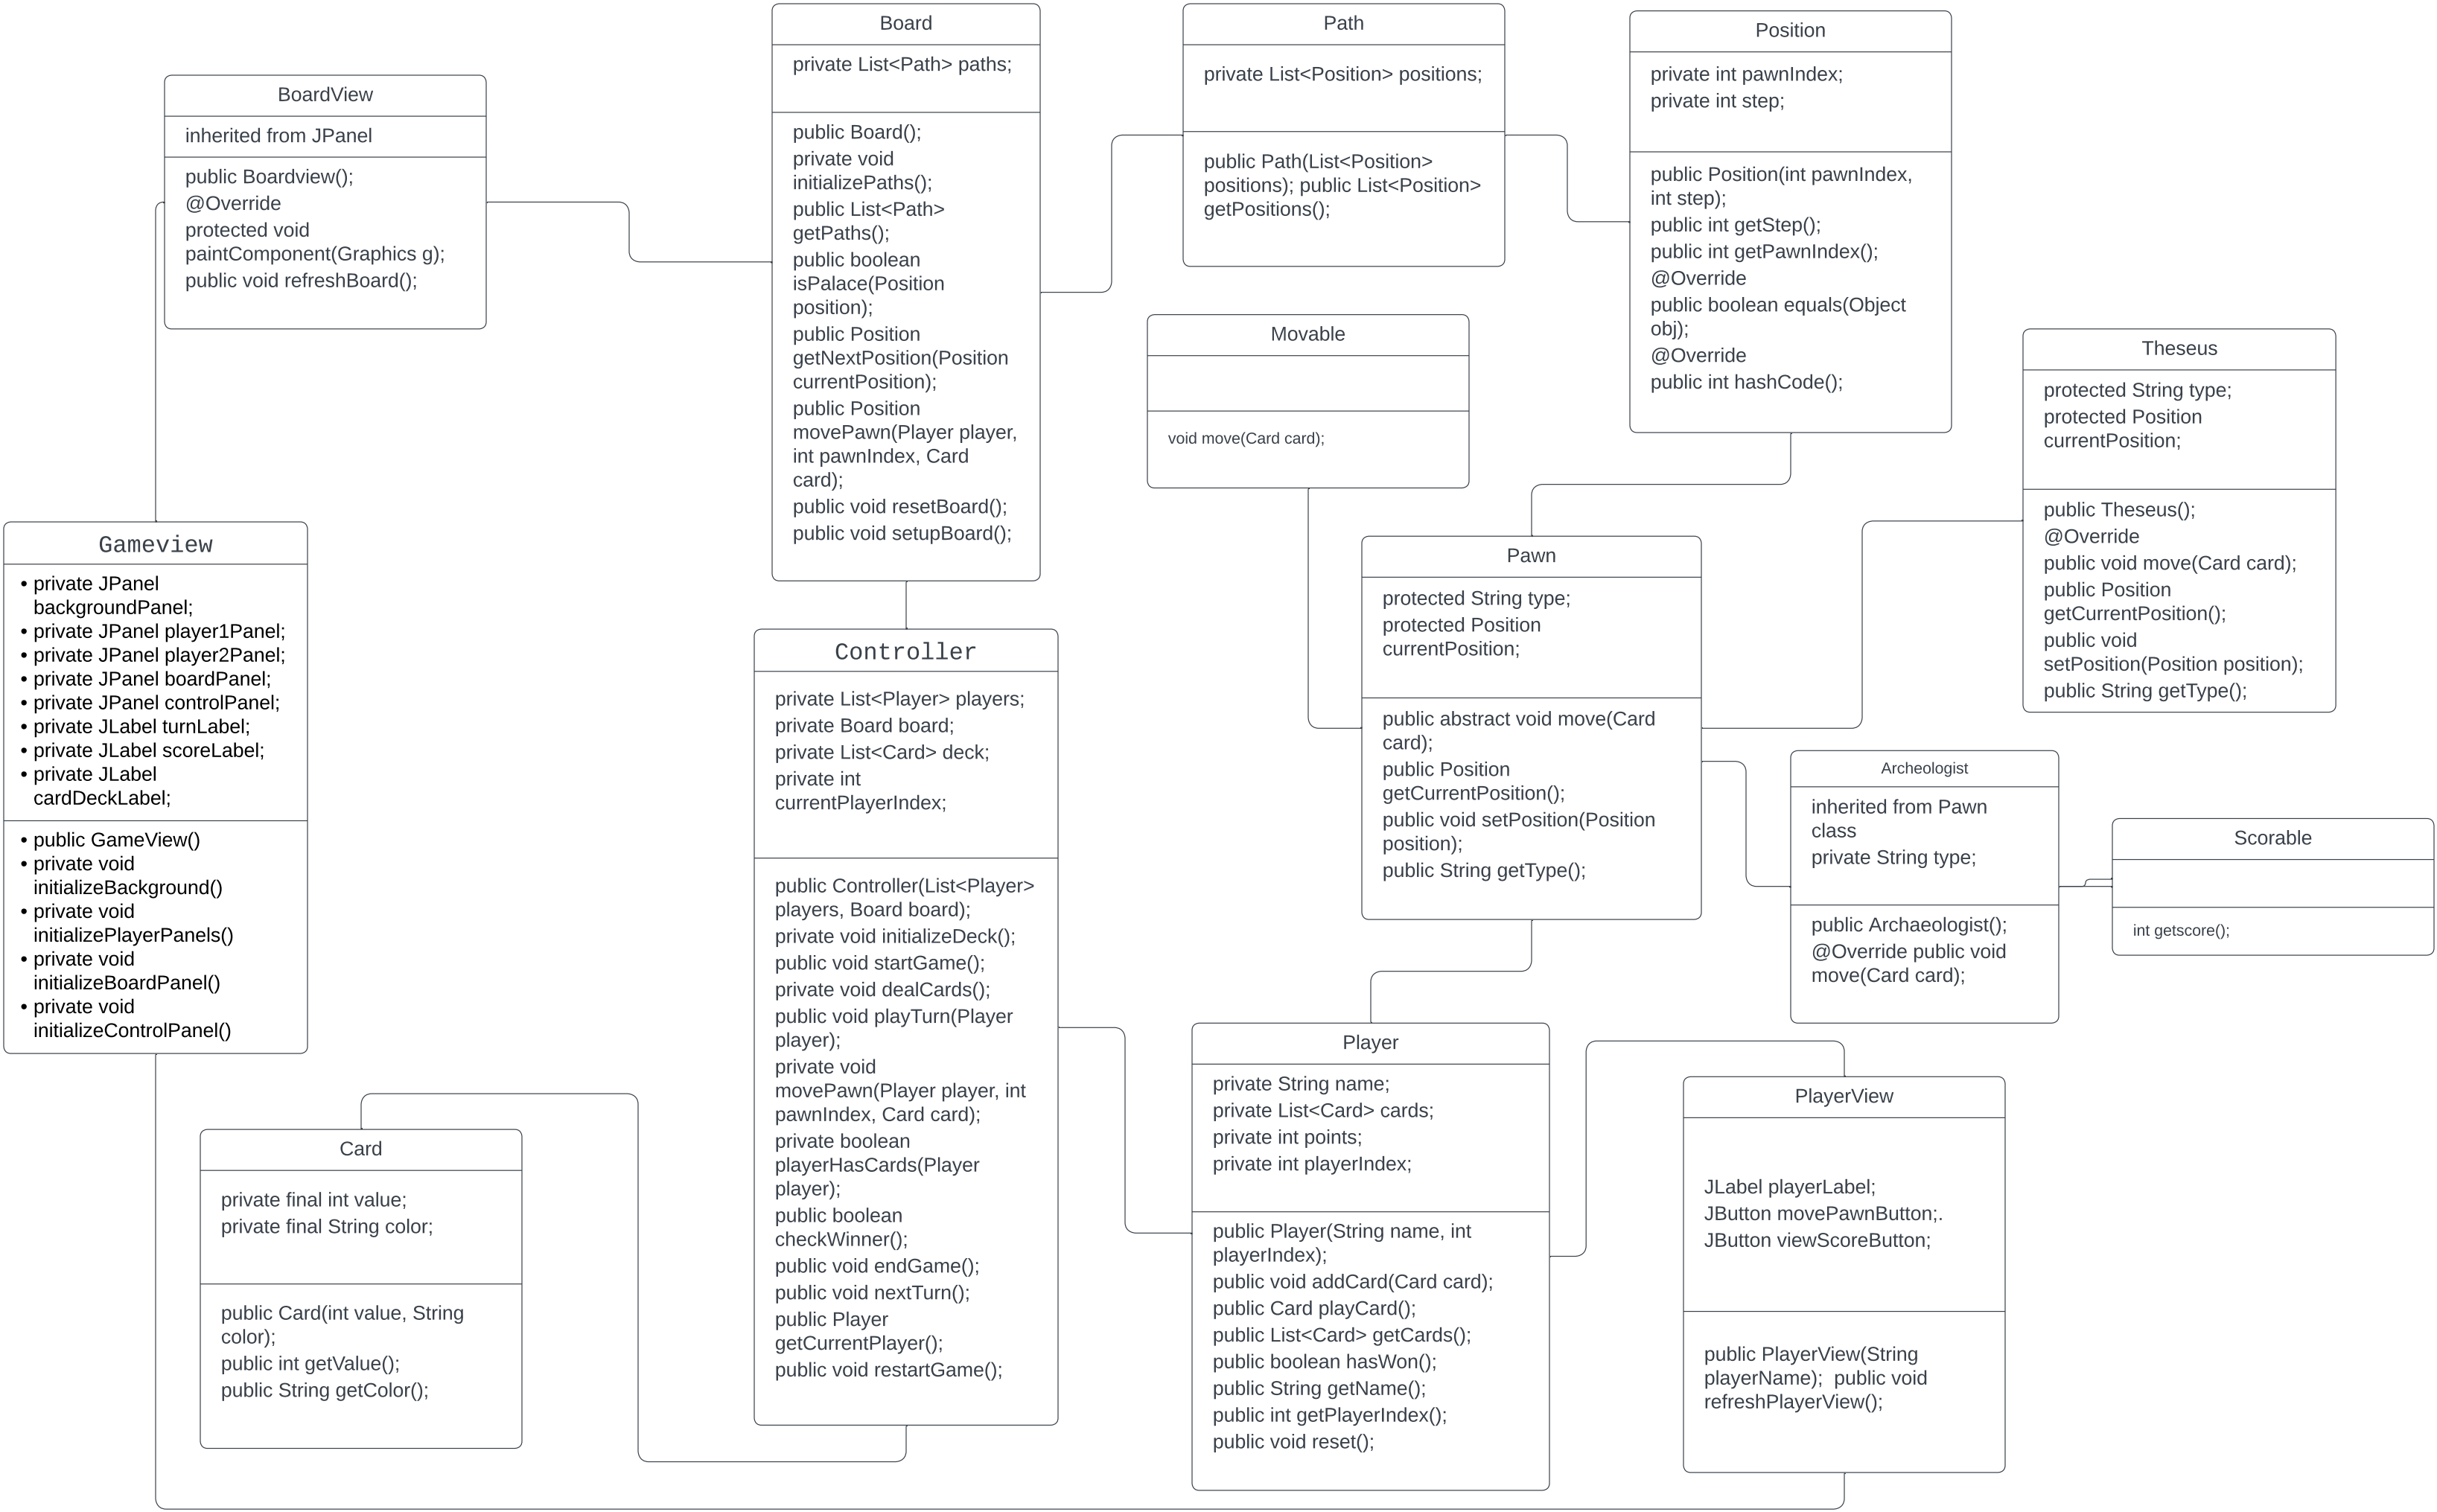 Board
private List<Path> paths;
public Board();
private void
initializePaths();
public List<Path>
getPaths();
public boolean
isPalace(Position
position);
public Position
getNextPosition(Position
currentPosition);
public Position
movePawn(Player player,
int pawnIndex, Card
card);
public void resetBoard();
public void setupBoard();
Path
private List<Position> positions;
public Path(List<Position>
positions); public List<Position>
getPositions();
Position
private int pawnIndex;
private int step;
public Position(int pawnIndex,
int step);
public int getStep();
public int getPawnIndex();
@Override
public boolean equals(Object
obj);
@Override
public int hashCode();
BoardView
inherited from JPanel
public Boardview();
@Override
protected void
paintComponent(Graphics g);
public void refreshBoard();
Movable
void move(Card card);
Theseus
protected String type;
protected Position
currentPosition;
public Theseus();
@Override
public void move(Card card);
public Position
getCurrentPosition();
public void
setPosition(Position position);
public String getType();
Gameview
• private JPanel
backgroundPanel;
• private JPanel player1Panel;
• private JPanel player2Panel;
• private JPanel boardPanel;
• private JPanel controlPanel;
• private JLabel turnLabel;
• private JLabel scoreLabel;
• private JLabel
cardDeckLabel;
• public GameView()
• private void
initializeBackground()
• private void
initializePlayerPanels()
• private void
initializeBoardPanel()
• private void
initializeControlPanel()
Pawn
protected String type;
protected Position
currentPosition;
public abstract void move(Card
card);
public Position
getCurrentPosition();
public void setPosition(Position
position);
public String getType();
Controller
private List<Player> players;
private Board board;
private List<Card> deck;
private int
currentPlayerIndex;
public Controller(List<Player>
players, Board board);
private void initializeDeck();
public void startGame();
private void dealCards();
public void playTurn(Player
player);
private void
movePawn(Player player, int
pawnIndex, Card card);
private boolean
playerHasCards(Player
player);
public boolean
checkWinner();
public void endGame();
public void nextTurn();
public Player
getCurrentPlayer();
public void restartGame();
Archeologist
inherited from Pawn
class
private String type;
public Archaeologist();
@Override public void
move(Card card);
Scorable
int getscore();
Player
private String name;
private List<Card> cards;
private int points;
private int playerIndex;
public Player(String name, int
playerIndex);
public void addCard(Card card);
public Card playCard();
public List<Card> getCards();
public boolean hasWon();
public String getName();
public int getPlayerIndex();
public void reset();
PlayerView
JLabel playerLabel;
JButton movePawnButton;.
JButton viewScoreButton;
public PlayerView(String
playerName);  public void
refreshPlayerView();
Card
private final int value;
private final String color;
public Card(int value, String
color);
public int getValue();
public String getColor();